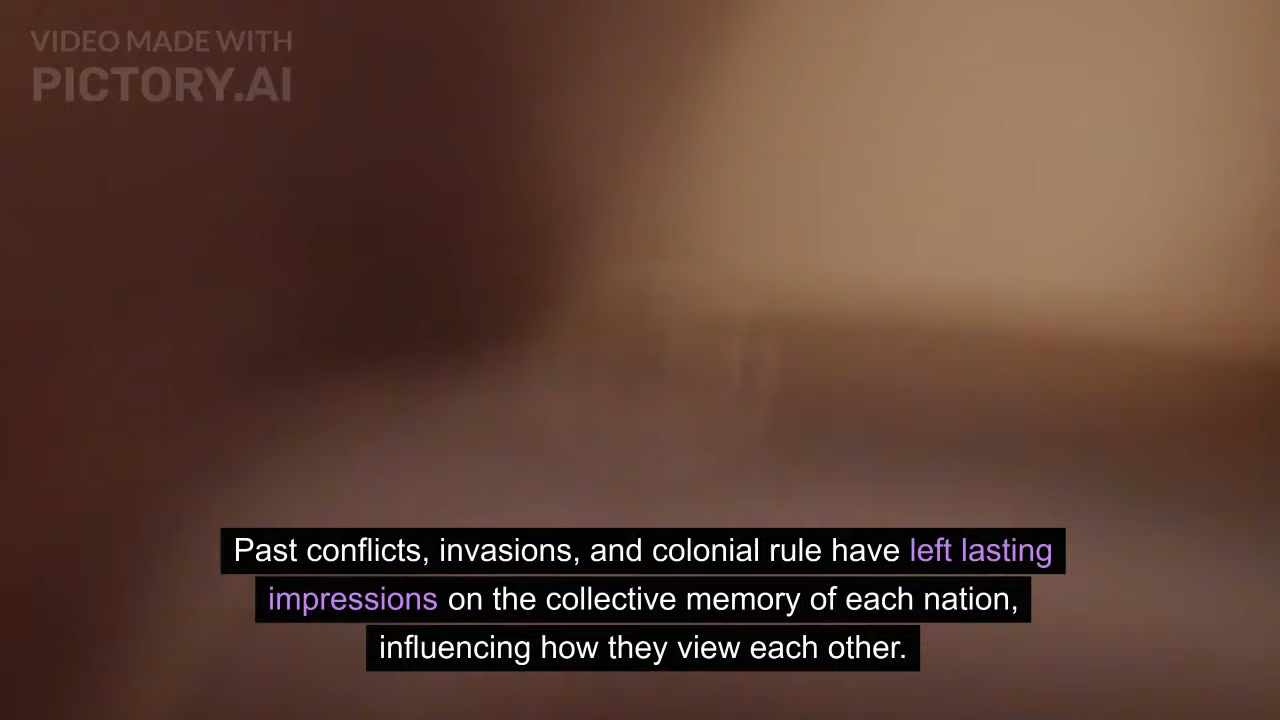 VIDEO MADE WITH
PICTORY.AI
Past conflicts, invasions, and colonial rule have left lasting
impressions on the collective memory of each nation,
influencing how they view each other.